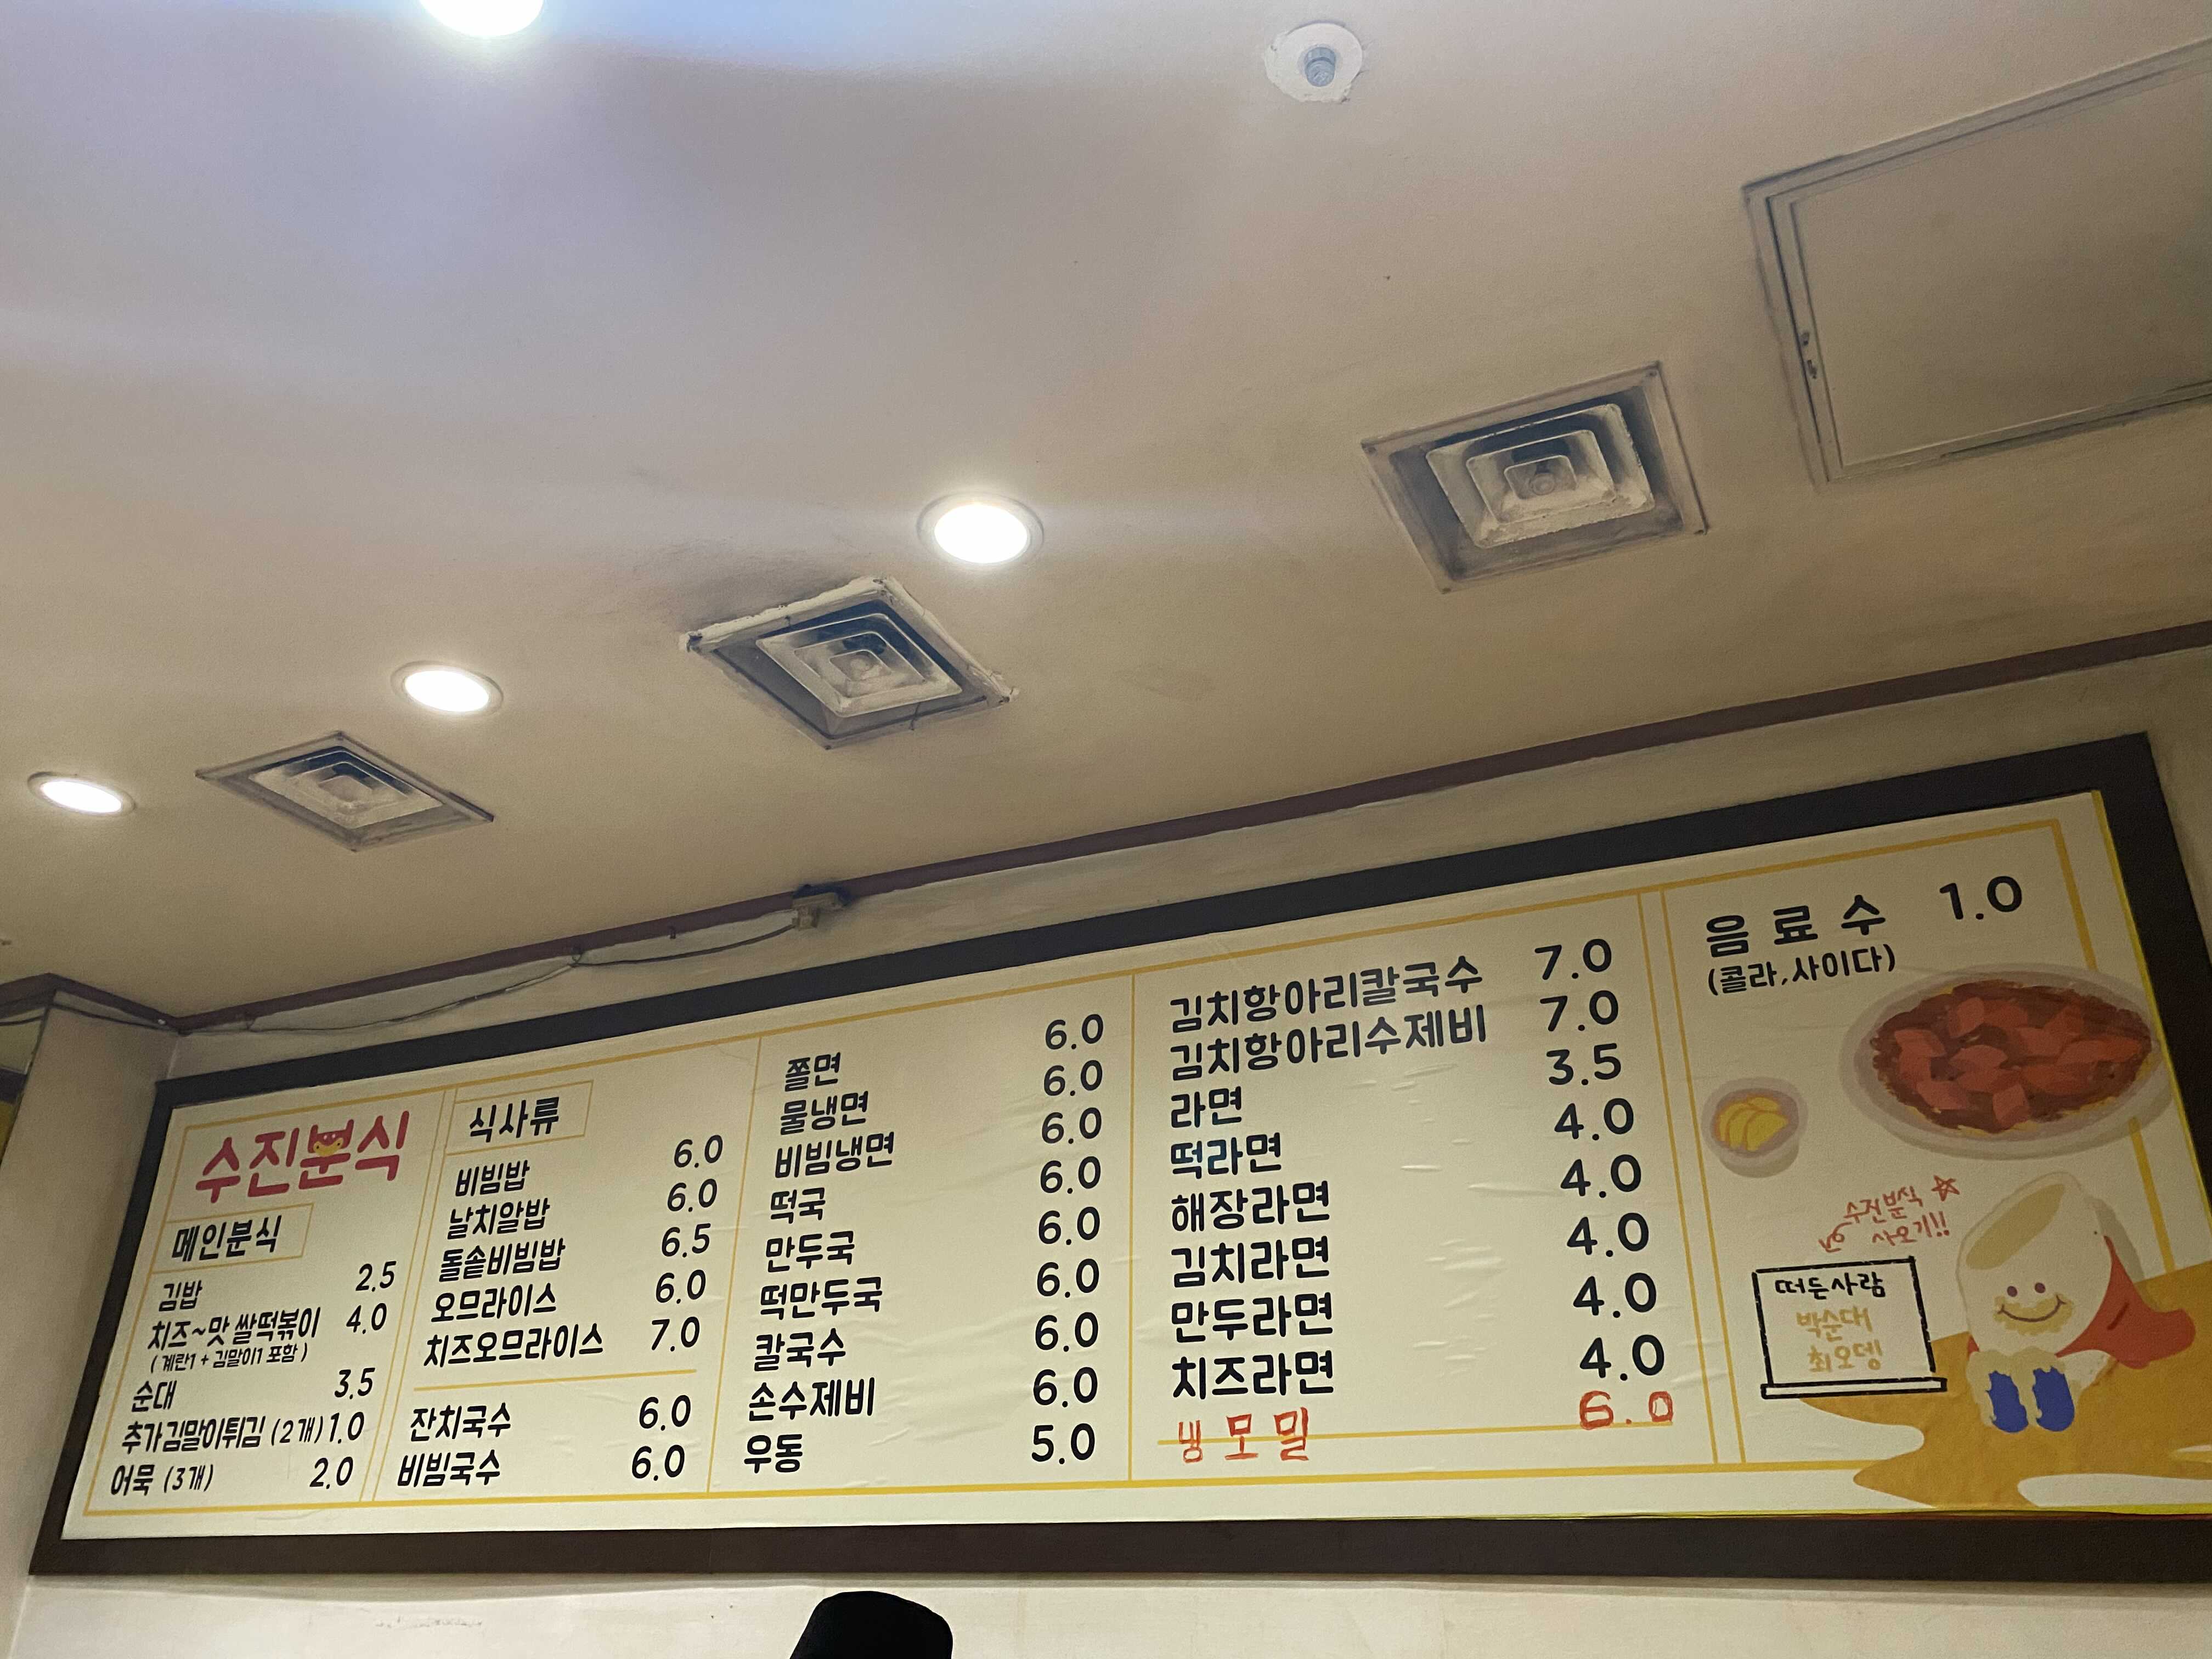 수진분식
메인분식
김밥 2.5
치즈~맛 쌀떡볶이 4.0
(계란1 + 김말이1 포함)
순대 3.5
추가김말이튀김 (2개) 1.0
어묵 (3개) 2.0
식사류
비빔밥 6.0
날치알밥 6.0
돌솥비빔밥 6.5
오므라이스 6.0
치즈오므라이스 7.0
잔치국수 6.0
비빔국수 6.0
쫄면 6.0
물냉면 6.0
비빔냉면 6.0
떡국 6.0
만두국 6.0
떡만두국 6.0
칼국수 6.0
손수제비 6.0
우동 5.0
김치항아리칼국수 7.0
김치항아리수제비 7.0
라면 3.5
떡라면 4.0
해장라면 4.0
김치라면 4.0
만두라면 4.0
치즈라면 4.0
냉모밀 6.0
음료수 1.0
(콜라,사이다)
수진분식
사오기!!
떠든사람
박순대
최오뎅